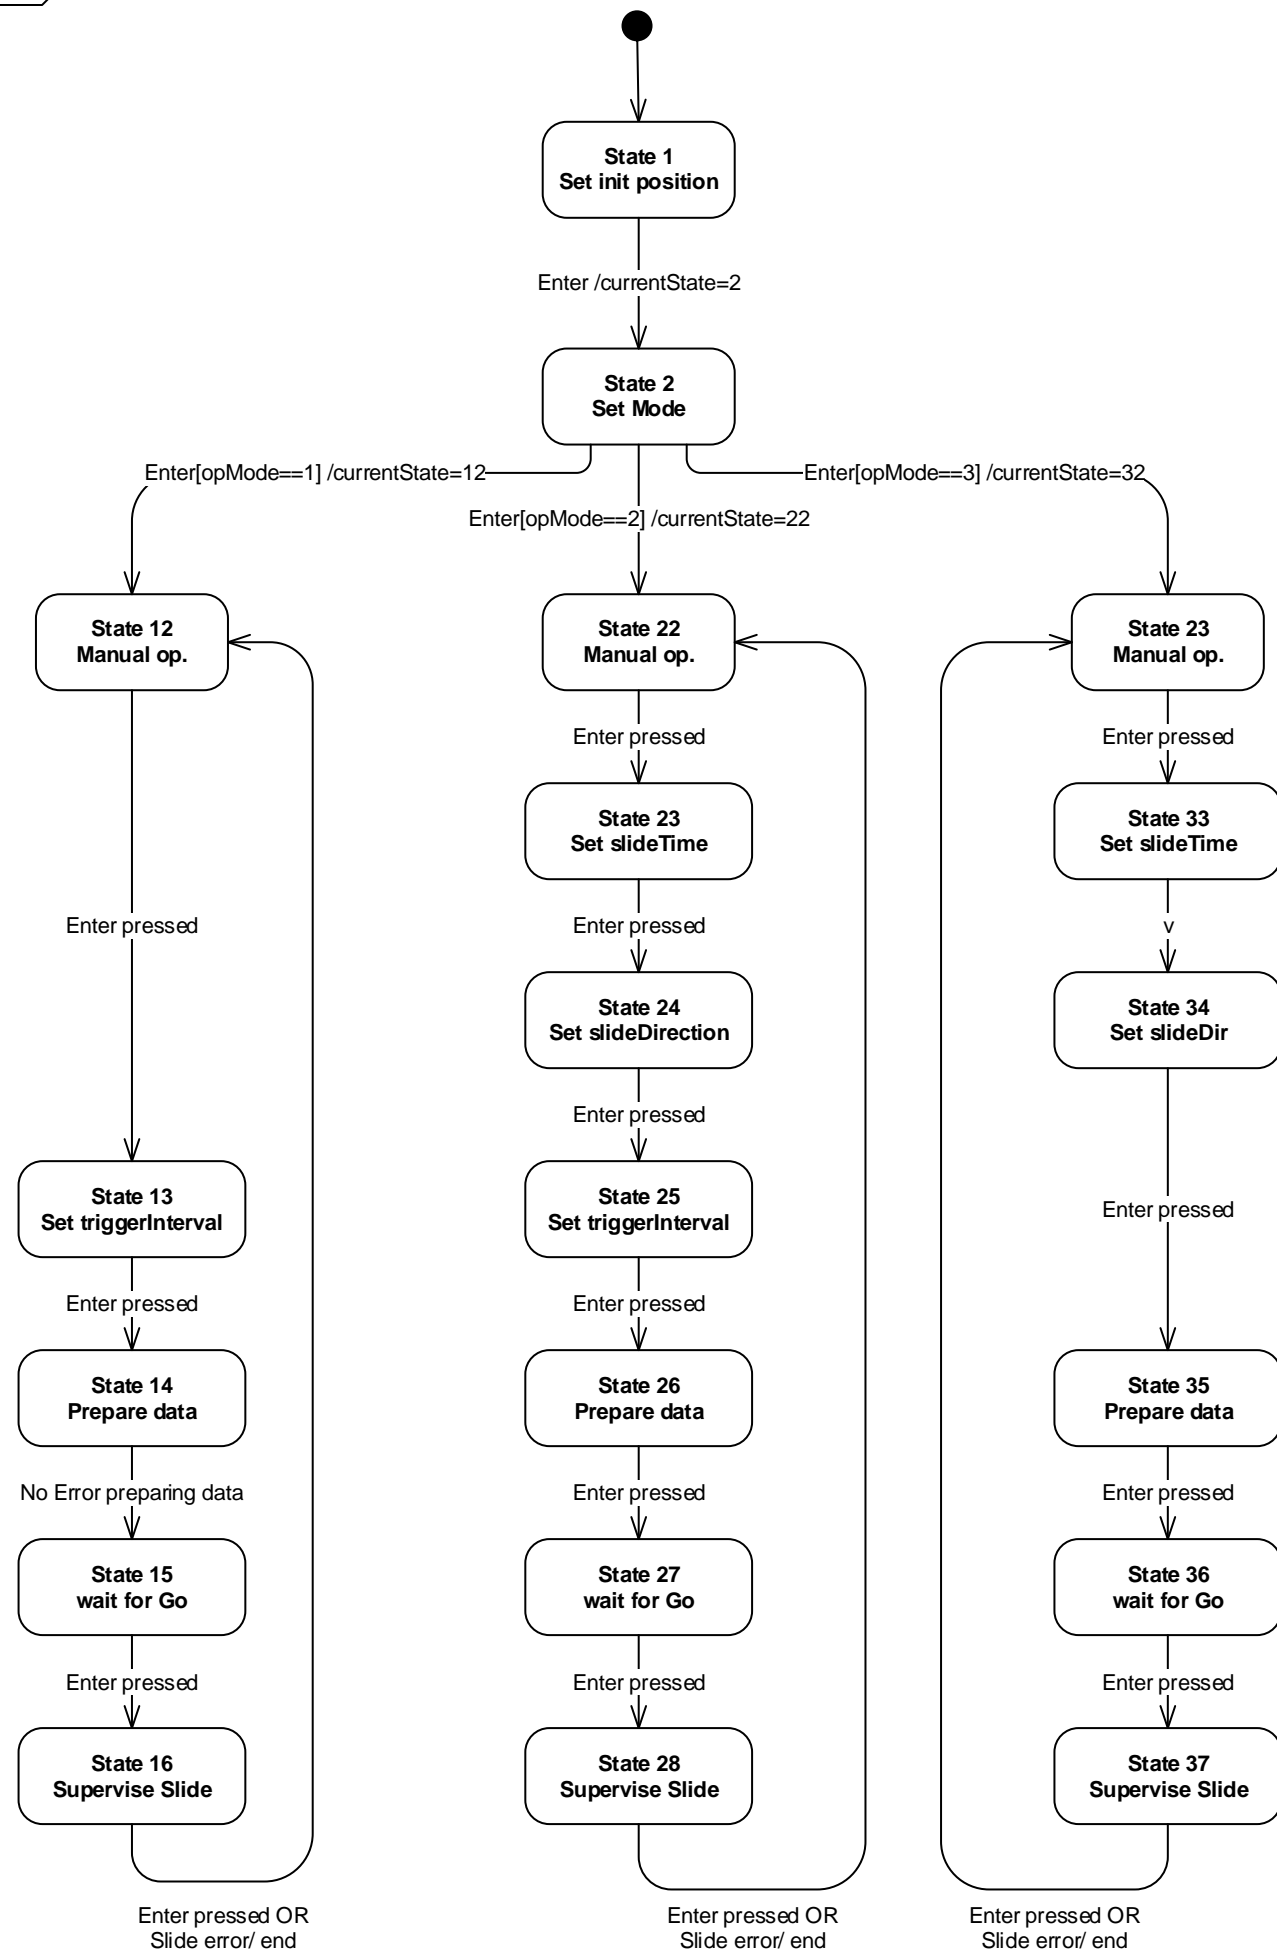 State 1
Set init position
Enter /currentState=2
State 2
Set Mode
Enter[opMode==1] /currentState=12
Enter[opMode==3] /currentState=32
Enter[opMode==2] /currentState=22
State 12
Manual op.
State 22
Manual op.
State 23
Manual op.
Enter pressed
Enter pressed
State 23
Set slideTime
State 33
Set slideTime
Enter pressed
Enter pressed
v
State 24
Set slideDirection
State 34
Set slideDir
Enter pressed
State 13
Set triggerInterval
State 25
Set triggerInterval
Enter pressed
Enter pressed
Enter pressed
State 14
Prepare data
State 26
Prepare data
State 35
Prepare data
No Error preparing data
Enter pressed
Enter pressed
State 15
wait for Go
State 27
wait for Go
State 36
wait for Go
Enter pressed
Enter pressed
Enter pressed
State 16
Supervise Slide
State 28
Supervise Slide
State 37
Supervise Slide
Enter pressed OR
Slide error/ end
Enter pressed OR
Slide error/ end
Enter pressed OR
Slide error/ end